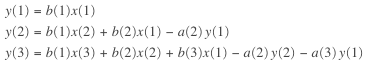 y(1) = b(1)x(1)
y(2) = b(1)x(2) + b(2)x(1) − a(2)y(1)
y(3) = b(1)x(3) + b(2)x(2) + b(3)x(1) − a(2)y(2) − a(3)y(1)